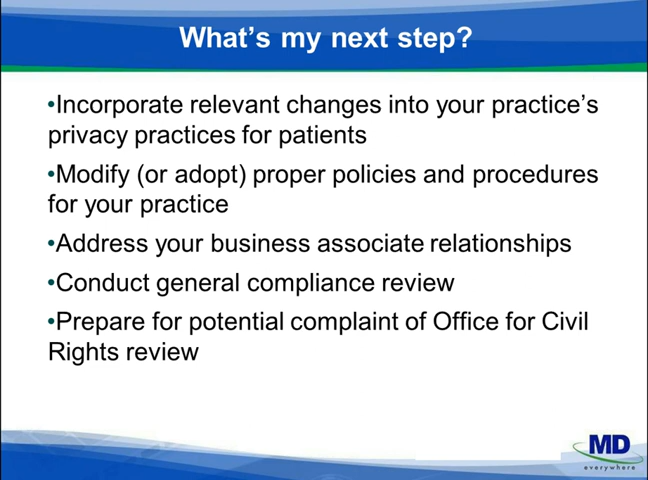 What's my next step?
•Incorporate relevant changes into your practice's
privacy practices for patients
•Modify (or adopt) proper policies and procedures
for your practice
•Address your business associate relationships
•Conduct general compliance review
•Prepare for potential complaint of Office for Civil
Rights review
MD
everywhere